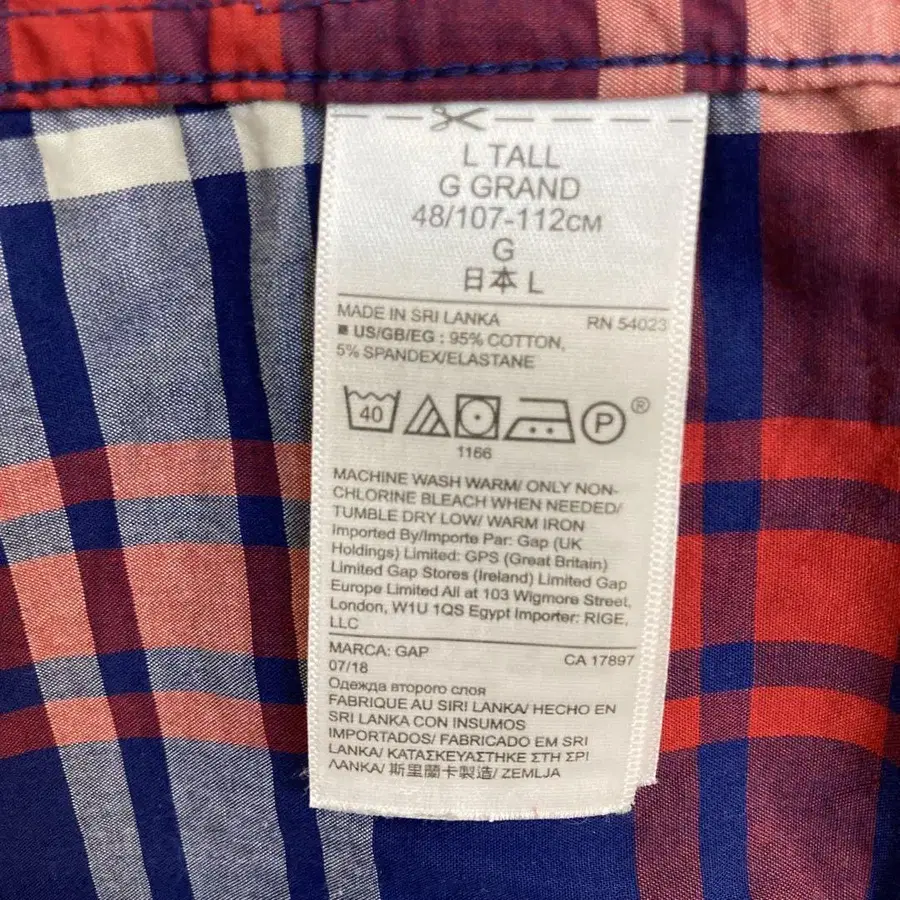 L TALL
G GRAND
48/107-112CM
G
日本 L
MADE IN SRI LANKA RN 54023
US/GB/EG : 95% COTTON,
5% SPANDEX/ELASTANE
40 P ®
1166
MACHINE WASH WARM/ ONLY NON-
CHLORINE BLEACH WHEN NEEDED/
TUMBLE DRY LOW/ WARM IRON
Imported By/Importe Par: Gap (UK
Holdings) Limited: GPS (Great Britain)
Limited Gap Stores (Ireland) Limited Gap
Europe Limited All at 103 Wigmore Street,
London, W1U 1QS Egypt Importer: RIGE,
LLC
MARCA: GAP CA 17897
07/18
Одежда второго слоя
FABRIQUE AU SIRI LANKA/ HECHO EN
SRI LANKA CON INSUMOS
IMPORTADOS/ FABRICADO EM SRI
LANKA/ ΚΑΤΑΣΚΕΥΑΣΤΗΚΕ ΣΤΗ ΣΡΙ
ΛΑΝΚΑ/ 斯里蘭卡製造/ ZEMLJA